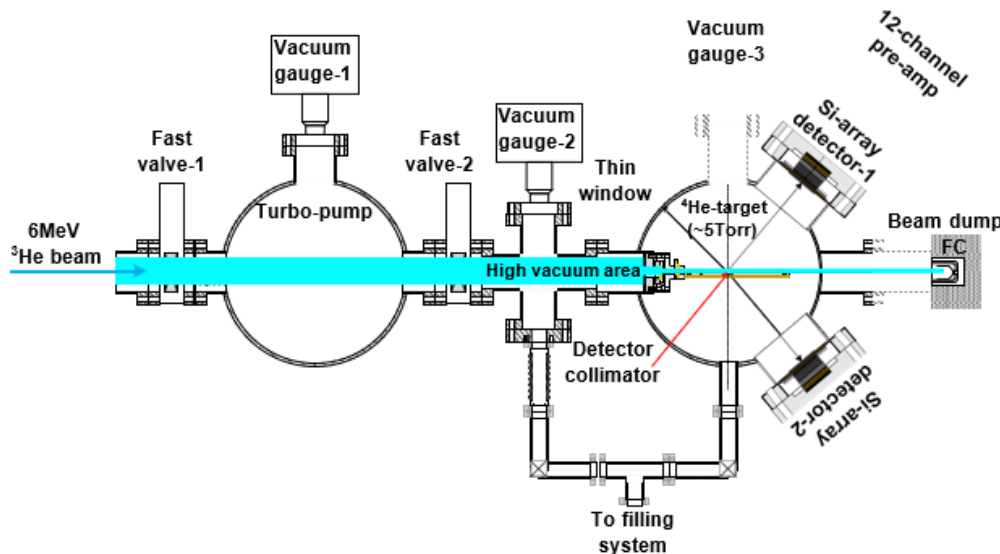 Vacuum
gauge-1
Vacuum
gauge-2
Vacuum
gauge-3
12-channel
pre-amp
Fast
valve-1
Fast
valve-2
Thin
window
Si-array
detector-1
Turbo-pump
⁴He-target
(~5Torr)
Beam dump
FC
6MeV
³He beam
High vacuum area
Detector
collimator
Si-array
detector-2
To filling
system